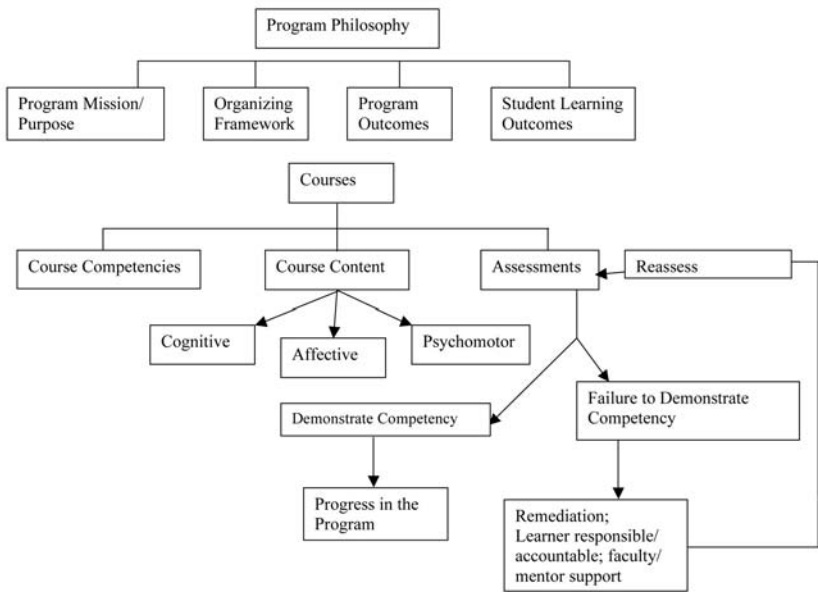 Program Philosophy
Program Mission/
Purpose
Organizing
Framework
Program
Outcomes
Student Learning
Outcomes
Courses
Course Competencies
Course Content
Assessments
Reassess
Cognitive
Affective
Psychomotor
Demonstrate Competency
Failure to Demonstrate
Competency
Progress in the
Program
Remediation;
Learner responsible/
accountable; faculty/
mentor support